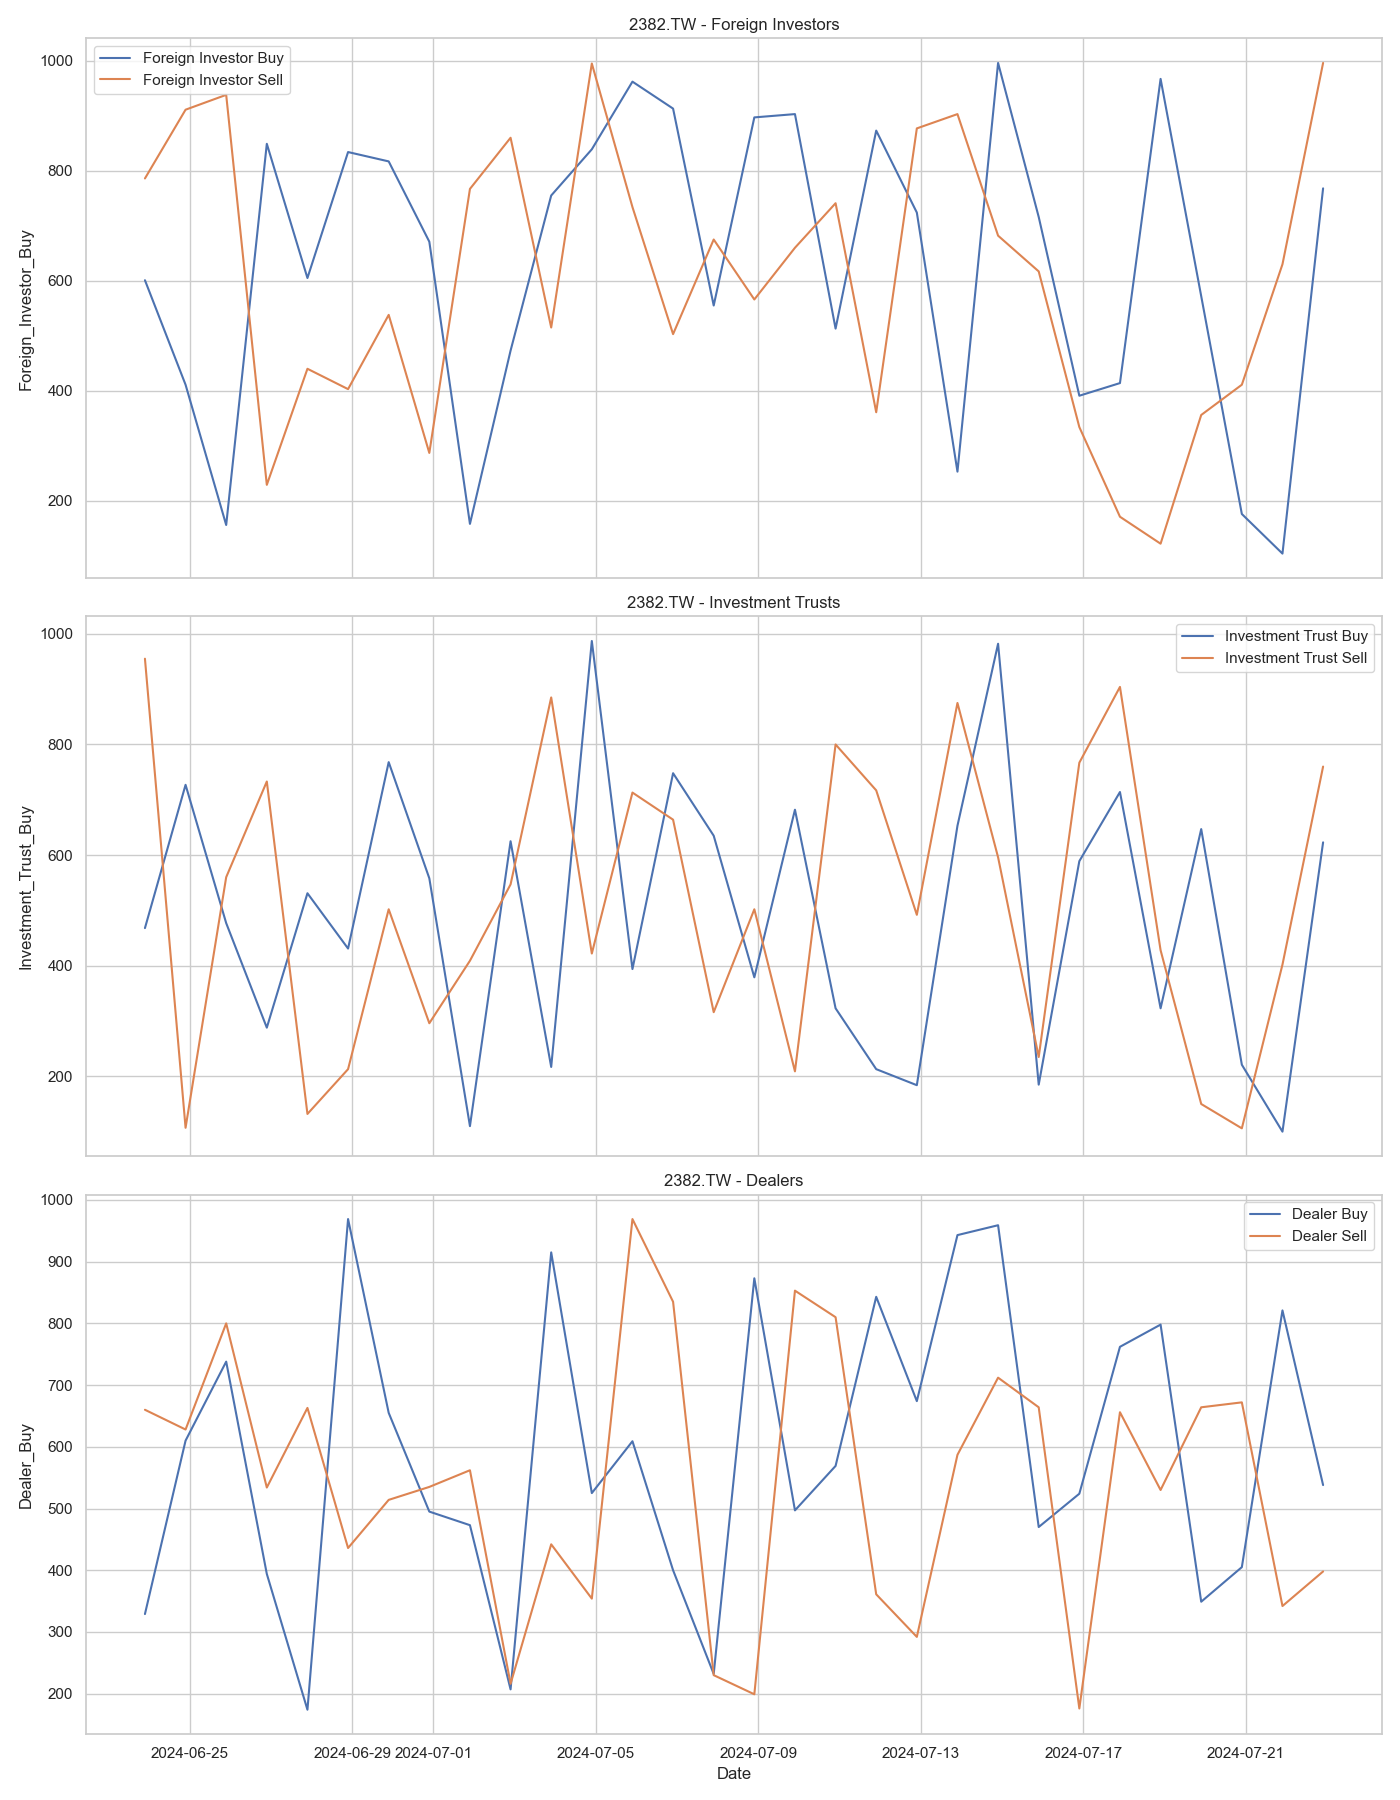 2382.TW - Foreign Investors
Foreign Investor Buy
Foreign Investor Sell
1000
800
600
400
200
Foreign_Investor_Buy
2382.TW - Investment Trusts
Investment Trust Buy
Investment Trust Sell
1000
800
600
400
200
Investment_Trust_Buy
2382.TW - Dealers
Dealer Buy
Dealer Sell
1000
900
800
700
600
500
400
300
200
Dealer_Buy
2024-06-25 2024-06-29 2024-07-01 2024-07-05 2024-07-09 2024-07-13 2024-07-17 2024-07-21
Date